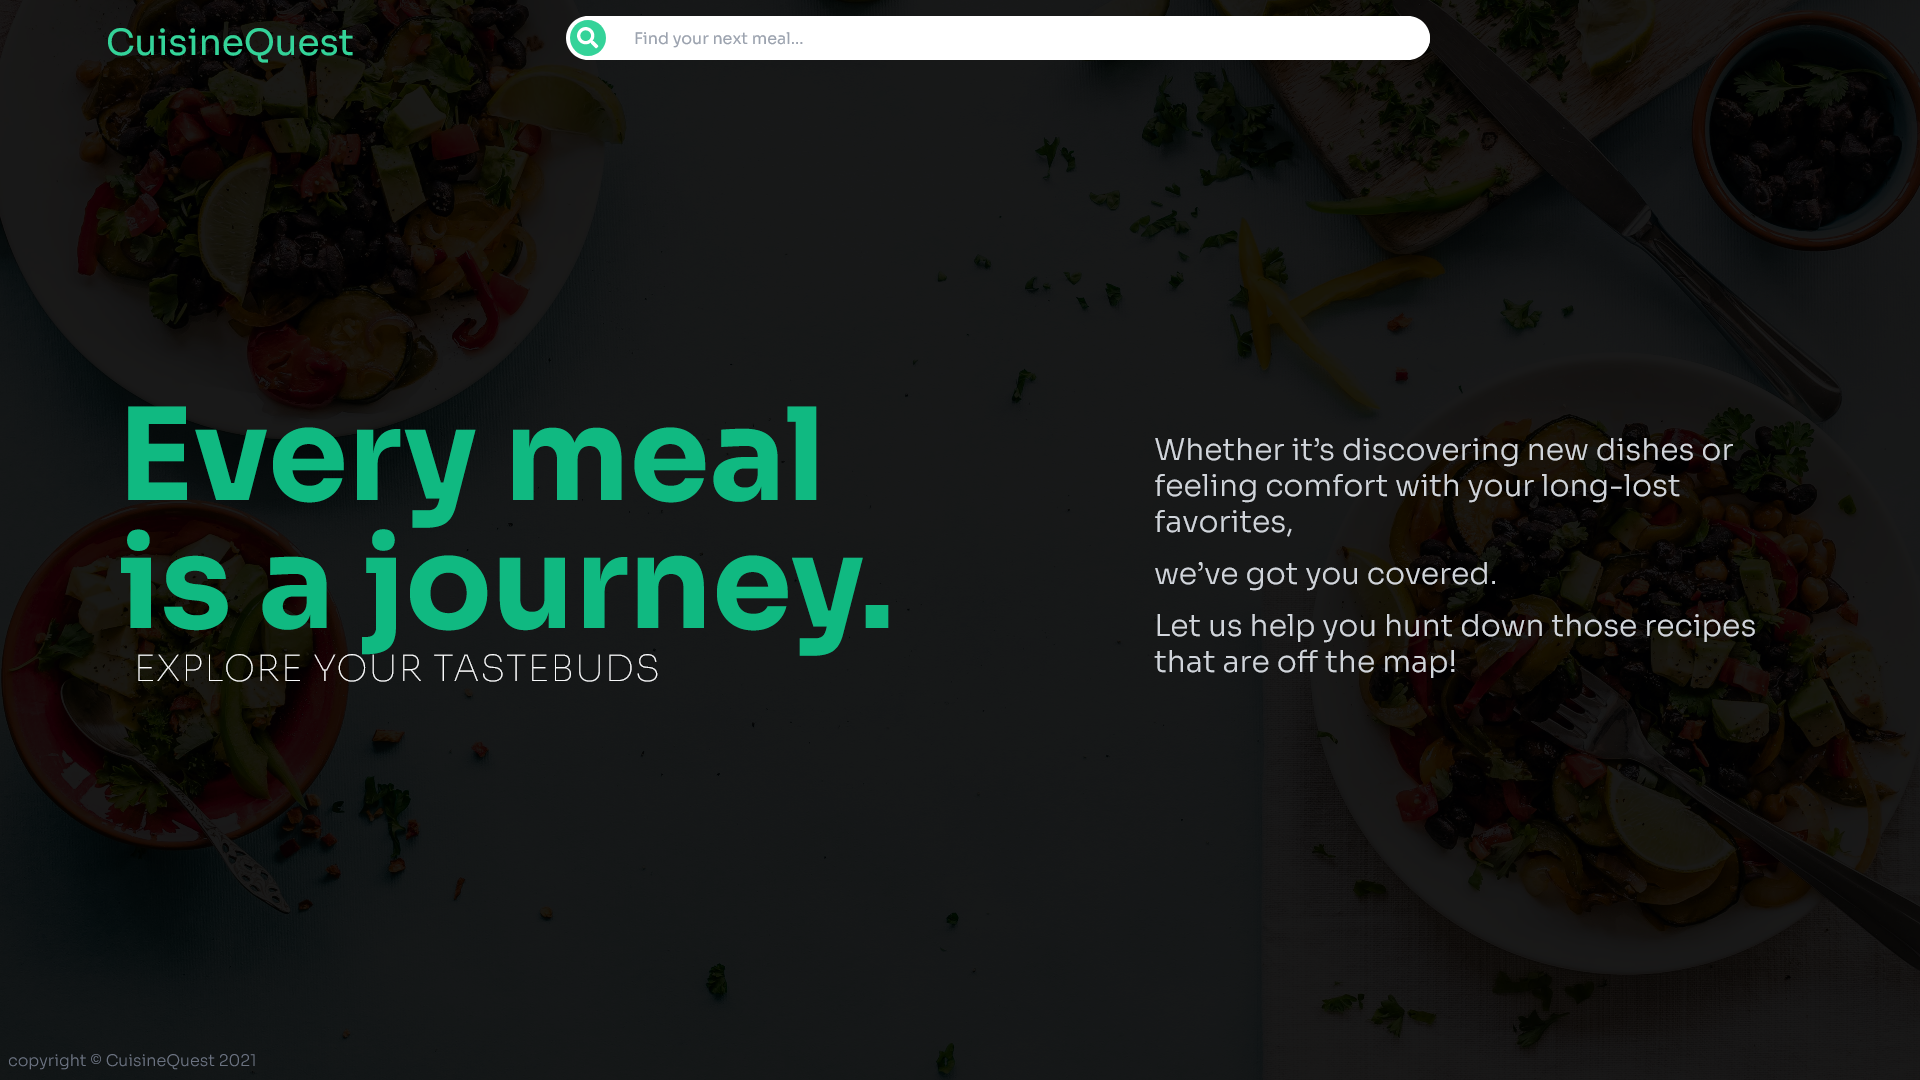 CuisineQuest
Find your next meal...
Every meal
is a journey.
EXPLORE YOUR TASTEBUDS
Whether it’s discovering new dishes or
feeling comfort with your long-lost
favorites,
we’ve got you covered.
Let us help you hunt down those recipes
that are off the map!
copyright © CuisineQuest 2021